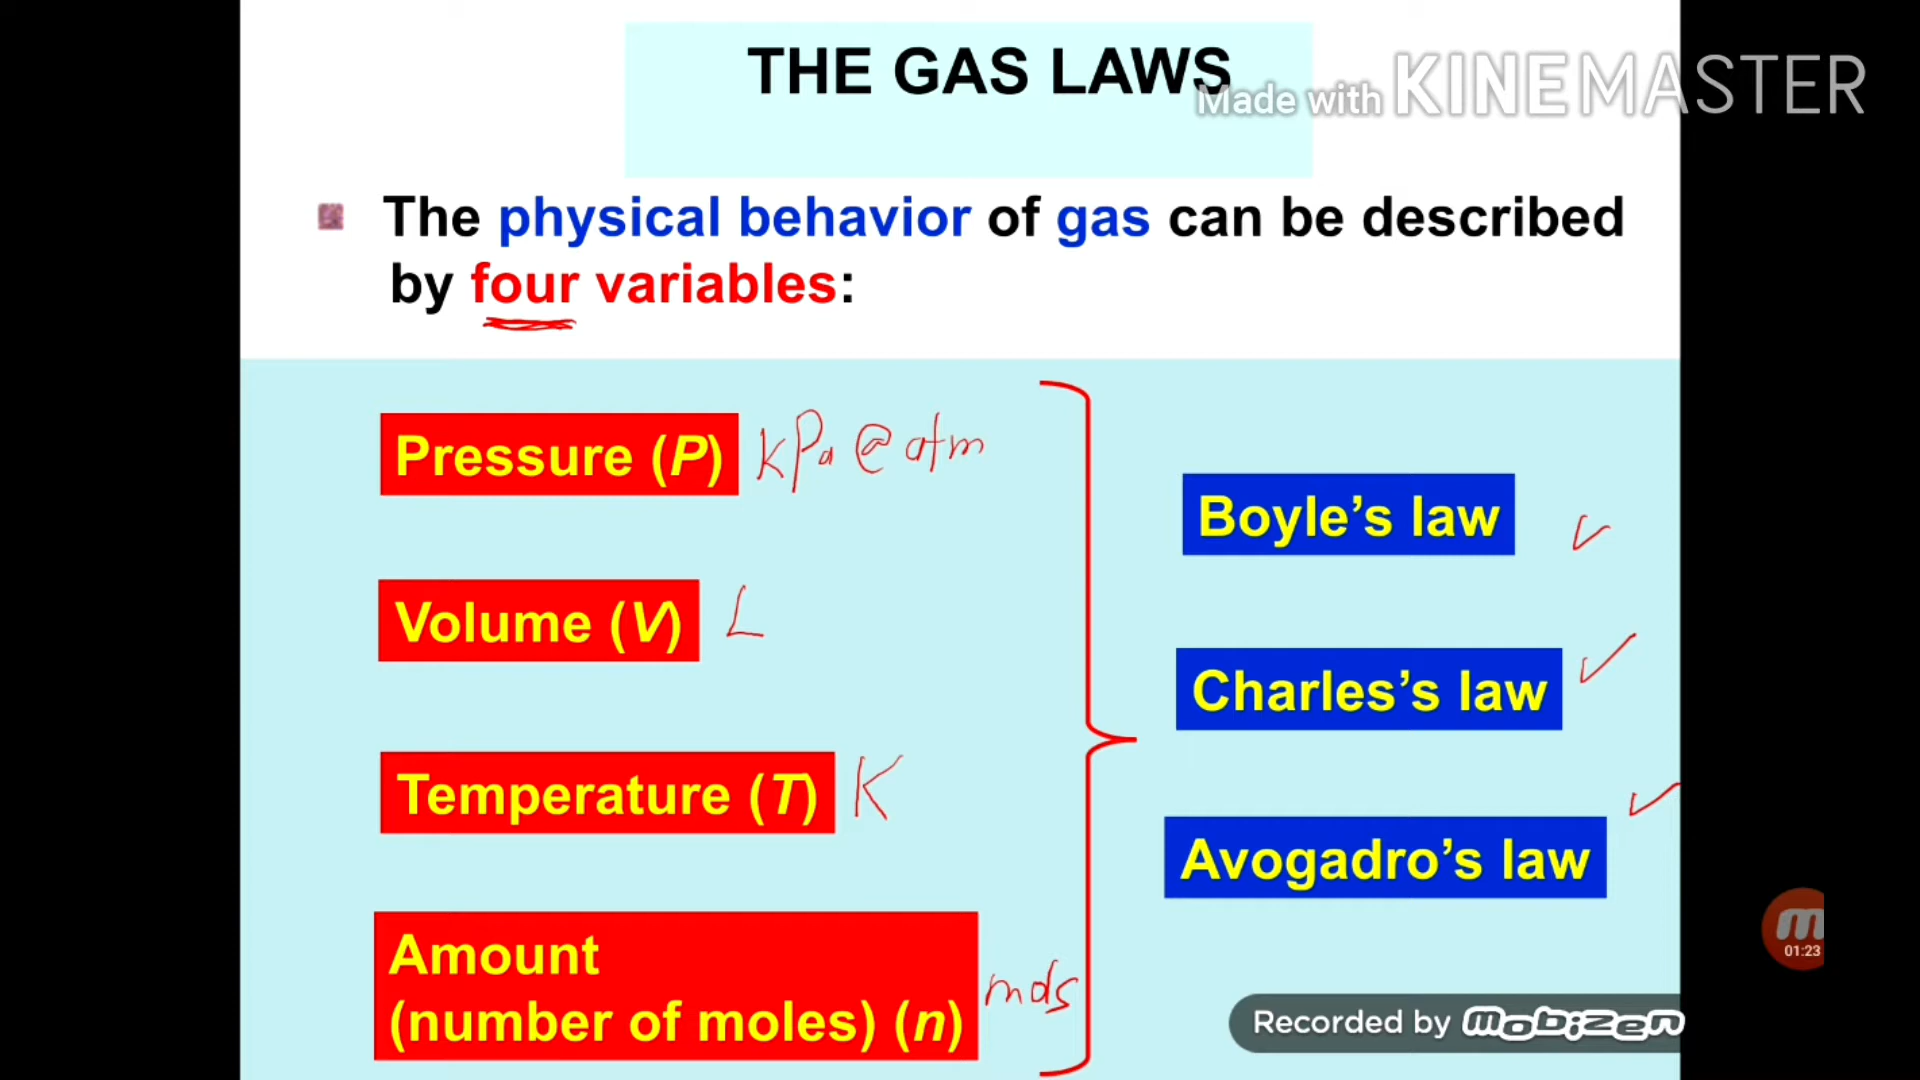 THE GAS LAWS
Made with KINEMASTER
The physical behavior of gas can be described
by four variables:
Pressure (P) kPa @ atm
Boyle’s law
Volume (V) L
Charles’s law
Temperature (T) K
Avogadro’s law
Amount
(number of moles) (n) mols
01:23
Recorded by mobizen